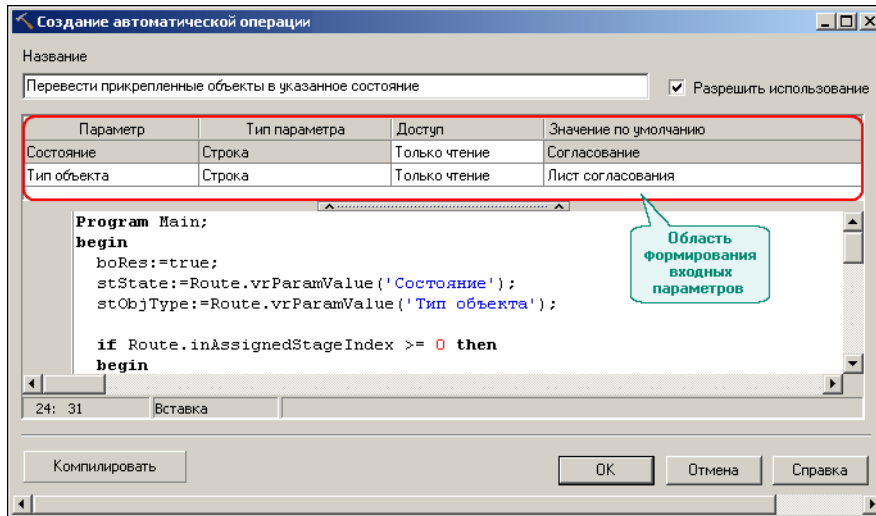 Создание автоматической операции
Название
Перевести прикрепленные объекты в указанное состояние
Разрешить использование
Параметр Тип параметра Доступ Значение по умолчанию
Состояние Строка Только чтение Согласование
Тип объекта Строка Только чтение Лист согласования
Program Main;
begin
boRes:=true;
stState:=Route.vrParamValue('Состояние');
stObjType:=Route.vrParamValue('Тип объекта');
if Route.inAssignedStageIndex >= 0 then
begin
Область
формирования
входных
параметров
24: 31 Вставка
Компилировать OK Отмена Справка